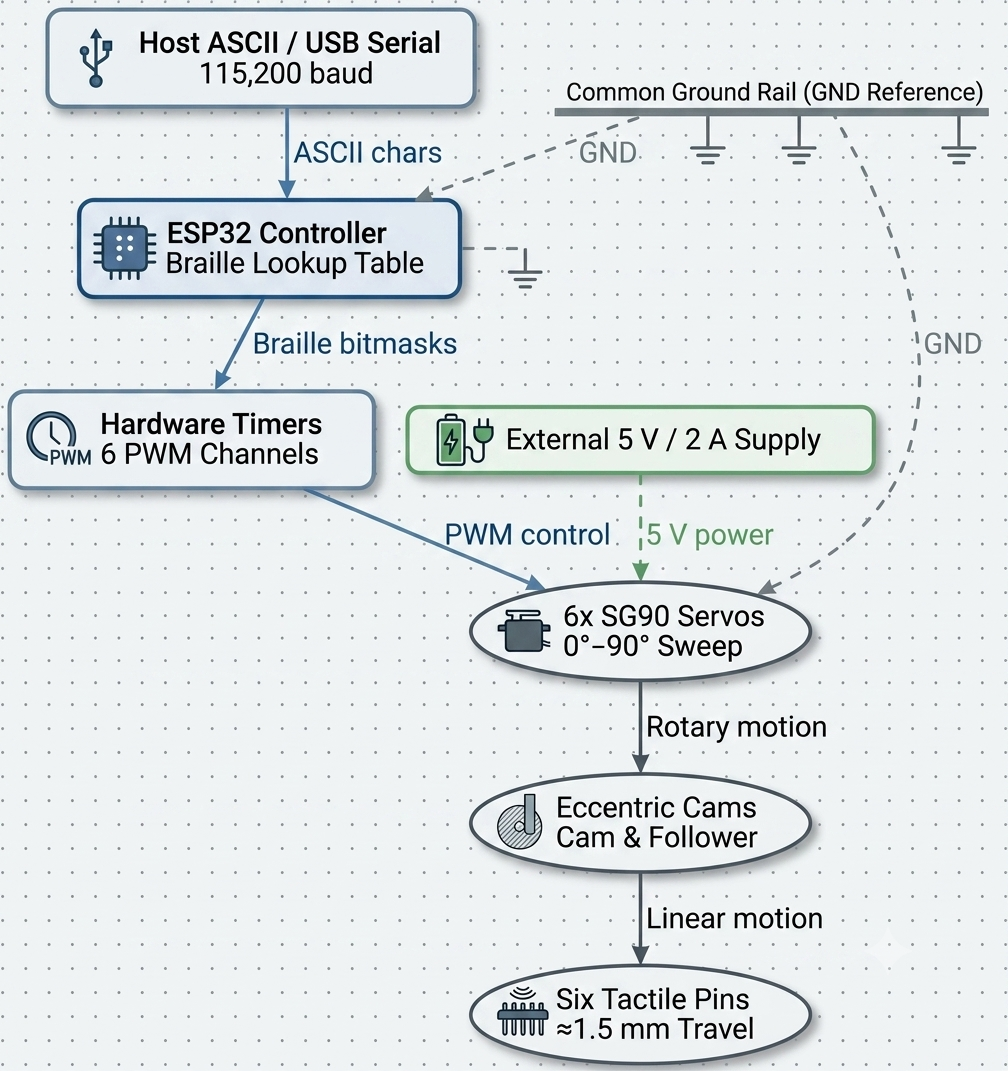 Host ASCII / USB Serial
115,200 baud
Common Ground Rail (GND Reference)
ASCII chars
GND
ESP32 Controller
Braille Lookup Table
Braille bitmasks
GND
Hardware Timers
PWM 6 PWM Channels
External 5 V / 2 A Supply
PWM control
5 V power
6x SG90 Servos
0°–90° Sweep
Rotary motion
Eccentric Cams
Cam & Follower
Linear motion
Six Tactile Pins
≈1.5 mm Travel